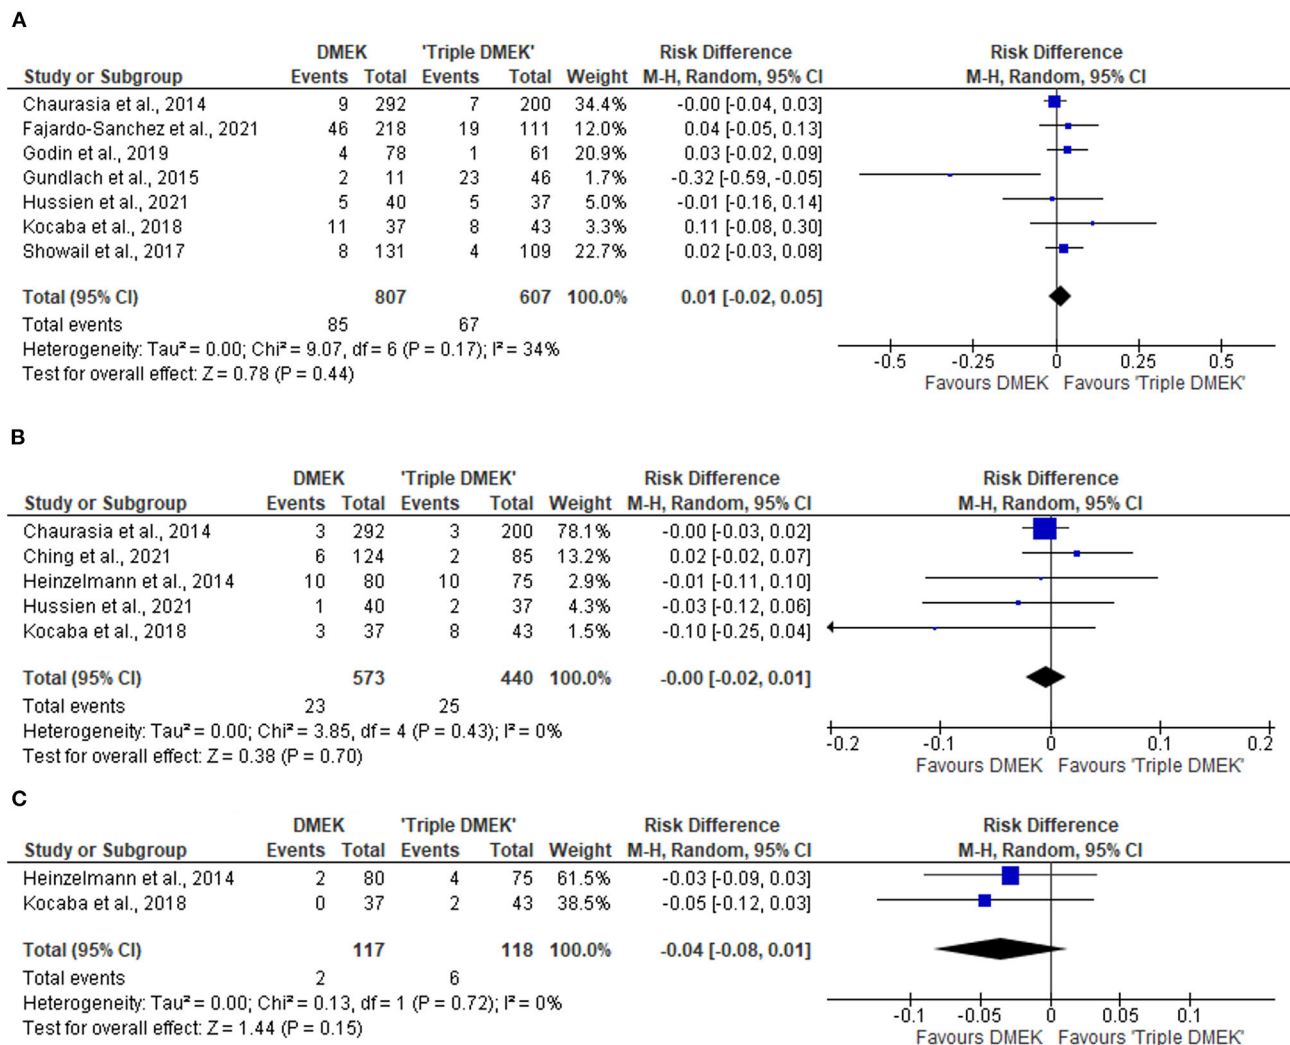 A
DMEK 'Triple DMEK' Risk Difference Risk Difference
Study or Subgroup Events Total Events Total Weight M-H, Random, 95% CI M-H, Random, 95% CI
Chaurasia et al., 2014 9 292 7 200 34.4% -0.00 [-0.04, 0.03]
Fajardo-Sanchez et al., 2021 46 218 19 111 12.0% 0.04 [-0.05, 0.13]
Godin et al., 2019 4 78 1 61 20.9% 0.03 [-0.02, 0.09]
Gundlach et al., 2015 2 11 23 46 1.7% -0.32 [-0.59, -0.05]
Hussien et al., 2021 5 40 5 37 5.0% -0.01 [-0.16, 0.14]
Kocaba et al., 2018 11 37 8 43 3.3% 0.11 [-0.08, 0.30]
Showail et al., 2017 8 131 4 109 22.7% 0.02 [-0.03, 0.08]
Total (95% CI) 807 607 100.0% 0.01 [-0.02, 0.05]
Total events 85 67
Heterogeneity: Tau² = 0.00; Chi² = 9.07, df = 6 (P = 0.17); I² = 34%
Test for overall effect: Z = 0.78 (P = 0.44)
-0.5 -0.25 0 0.25 0.5
Favours DMEK Favours 'Triple DMEK'
B
DMEK 'Triple DMEK' Risk Difference Risk Difference
Study or Subgroup Events Total Events Total Weight M-H, Random, 95% CI M-H, Random, 95% CI
Chaurasia et al., 2014 3 292 3 200 78.1% -0.00 [-0.03, 0.02]
Ching et al., 2021 6 124 2 85 13.2% 0.02 [-0.02, 0.07]
Heinzelmann et al., 2014 10 80 10 75 2.9% -0.01 [-0.11, 0.10]
Hussien et al., 2021 1 40 2 37 4.3% -0.03 [-0.12, 0.06]
Kocaba et al., 2018 3 37 8 43 1.5% -0.10 [-0.25, 0.04]
Total (95% CI) 573 440 100.0% -0.00 [-0.02, 0.01]
Total events 23 25
Heterogeneity: Tau² = 0.00; Chi² = 3.85, df = 4 (P = 0.43); I² = 0%
Test for overall effect: Z = 0.38 (P = 0.70)
-0.2 -0.1 0 0.1 0.2
Favours DMEK Favours 'Triple DMEK'
C
DMEK 'Triple DMEK' Risk Difference Risk Difference
Study or Subgroup Events Total Events Total Weight M-H, Random, 95% CI M-H, Random, 95% CI
Heinzelmann et al., 2014 2 80 4 75 61.5% -0.03 [-0.09, 0.03]
Kocaba et al., 2018 0 37 2 43 38.5% -0.05 [-0.12, 0.03]
Total (95% CI) 117 118 100.0% -0.04 [-0.08, 0.01]
Total events 2 6
Heterogeneity: Tau² = 0.00; Chi² = 0.13, df = 1 (P = 0.72); I² = 0%
Test for overall effect: Z = 1.44 (P = 0.15)
-0.1 -0.05 0 0.05 0.1
Favours DMEK Favours 'Triple DMEK'